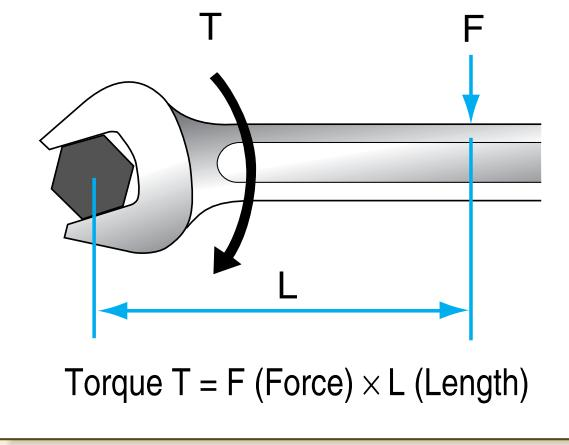 T
F
L
Torque T = F (Force) × L (Length)